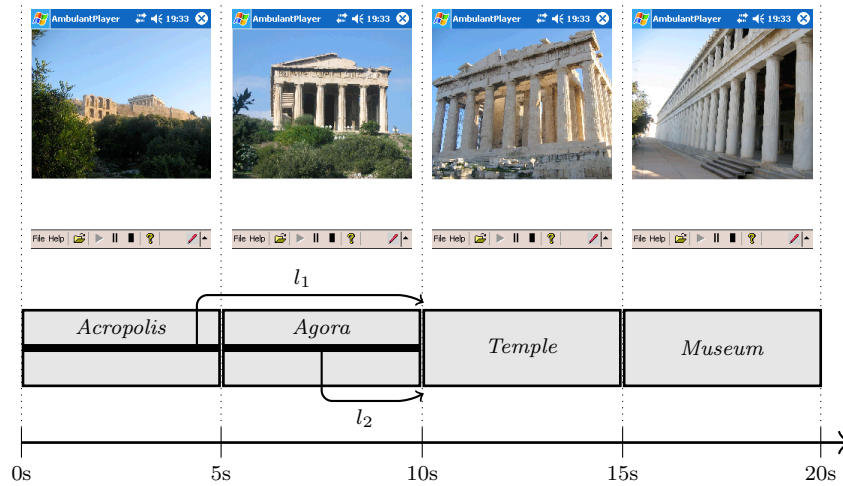 AmbulantPlayer 19:33 AmbulantPlayer 19:33 AmbulantPlayer 19:33 AmbulantPlayer 19:33
File Help File Help File Help File Help
l1
Acropolis Agora Temple Museum
l2
0s 5s 10s 15s 20s